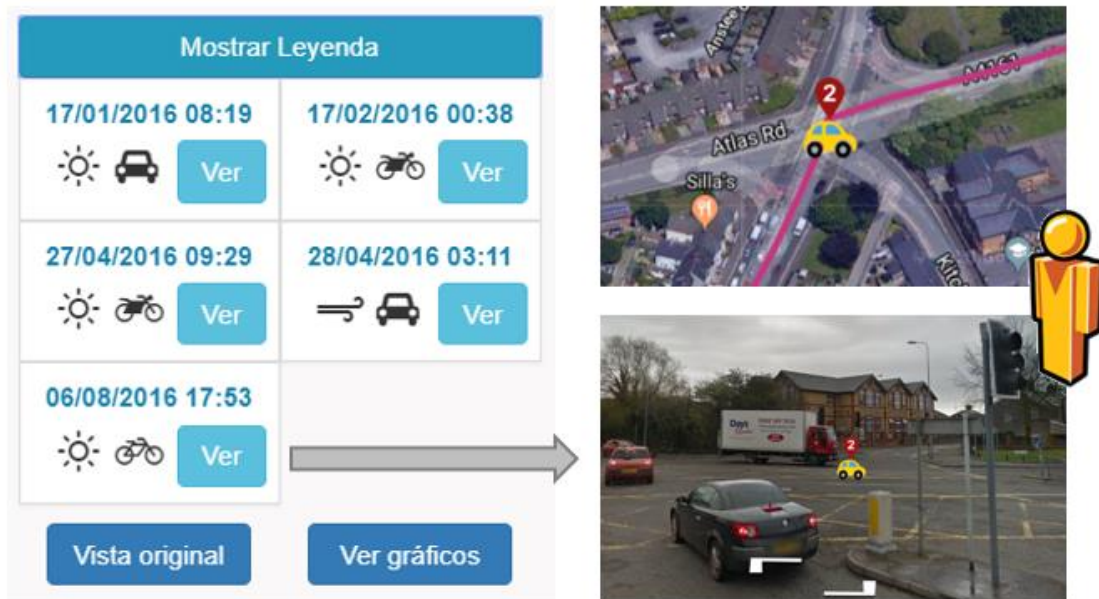 Mostrar Leyenda
17/01/2016 08:19
17/02/2016 00:38
Ver
Ver
27/04/2016 09:29
28/04/2016 03:11
Ver
Ver
06/08/2016 17:53
Ver
Vista original
Ver gráficos
Anstee
A4161
2
Atlas Rd
Silla's
Kitc
Days
2